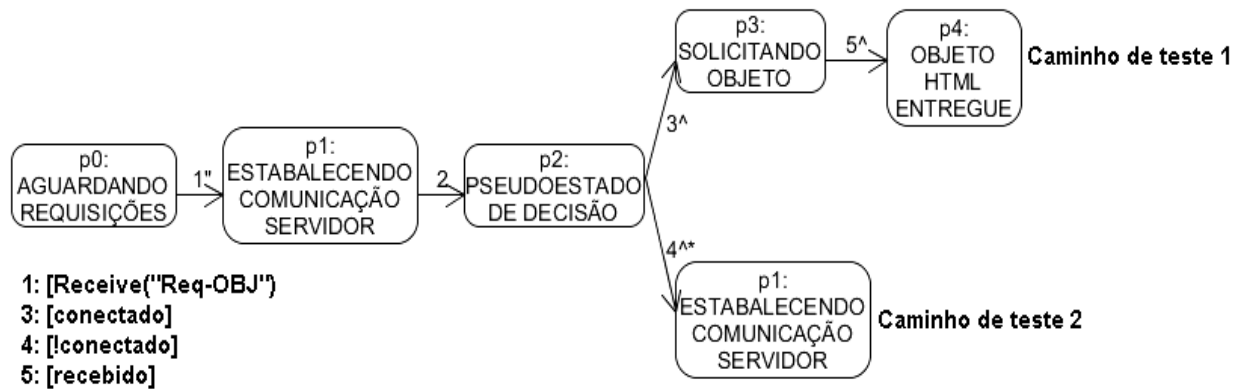 p3:
SOLICITANDO
OBJETO
5^
p4:
OBJETO
HTML
ENTREGUE
Caminho de teste 1
3^
p0:
AGUARDANDO
REQUISIÇÕES
1"
p1:
ESTABALECENDO
COMUNICAÇÃO
SERVIDOR
2
p2:
PSEUDOESTADO
DE DECISÃO
4^*
p1:
ESTABALECENDO
COMUNICAÇÃO
SERVIDOR
Caminho de teste 2
1: [Receive("Req-OBJ")
3: [conectado]
4: [!conectado]
5: [recebido]